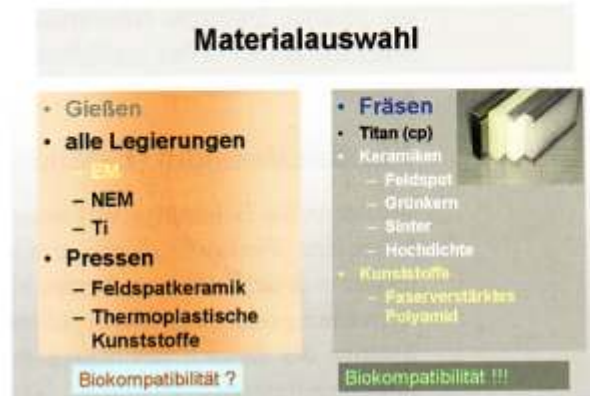 Materialauswahl
• Gießen
• alle Legierungen
– EM
– NEM
– Ti
• Pressen
– Feldspatkeramik
– Thermoplastische
Kunststoffe
Biokompatibilität ?
• Fräsen
• Titan (cp)
• Keramiken
– Feldspat
– Grünkern
– Sinter
– Hochdichte
• Kunststoffe
– Faserverstärktes
Polyamid
Biokompatibilität !!!